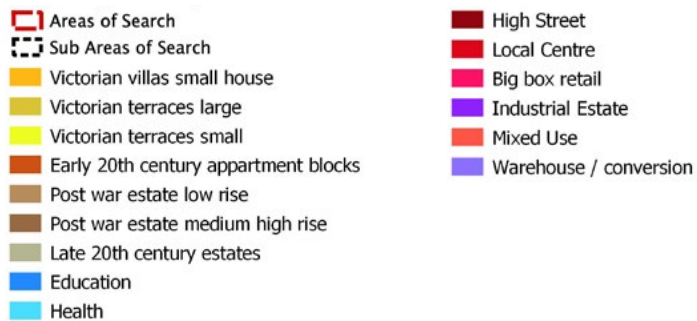 Areas of Search
Sub Areas of Search
Victorian villas small house
Victorian terraces large
Victorian terraces small
Early 20th century appartment blocks
Post war estate low rise
Post war estate medium high rise
Late 20th century estates
Education
Health
High Street
Local Centre
Big box retail
Industrial Estate
Mixed Use
Warehouse / conversion